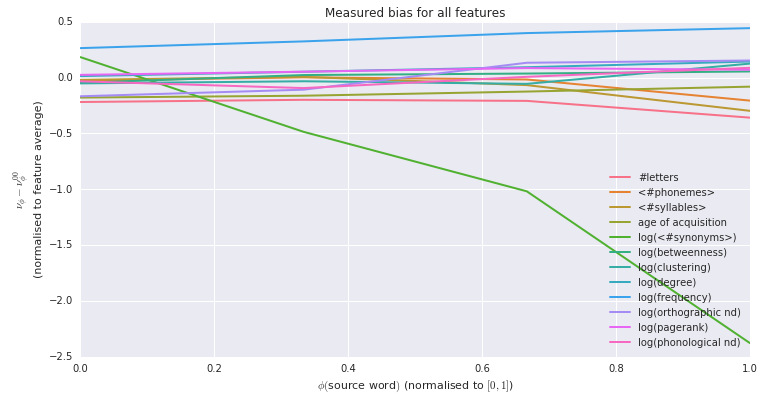 Measured bias for all features
0.5
0.0
−0.5
−1.0
−1.5
−2.0
−2.5
ν_ϕ − ν_ϕ^00
(normalised to feature average)
#letters
<#phonemes>
<#syllables>
age of acquisition
log(<#synonyms>)
log(betweenness)
log(clustering)
log(degree)
log(frequency)
log(orthographic nd)
log(pagerank)
log(phonological nd)
0.0 0.2 0.4 0.6 0.8 1.0
ϕ(source word) (normalised to [0, 1])